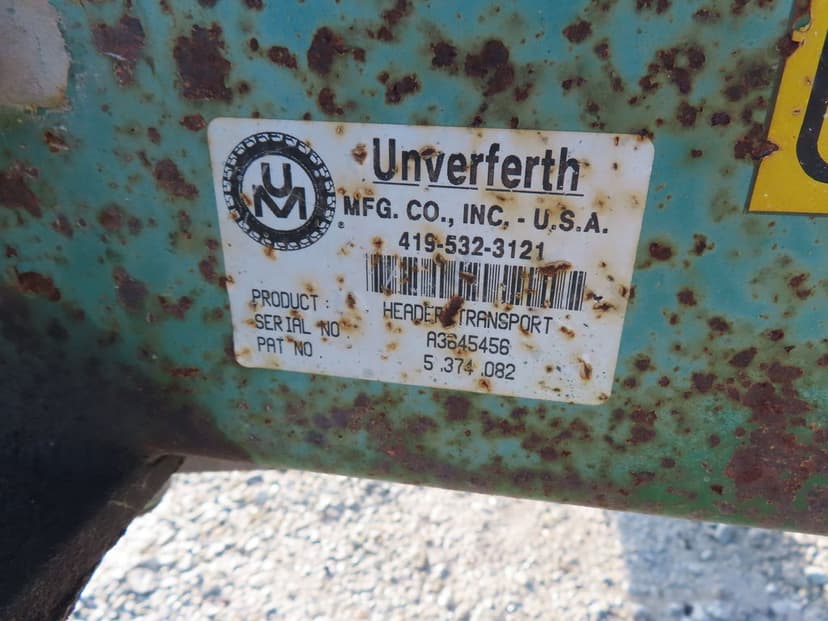 UM
®
Unverferth
MFG. CO., INC. - U.S.A.
419-532-3121
PRODUCT : HEADER TRANSPORT
SERIAL NO. A3645456
PAT NO. 5,374,082